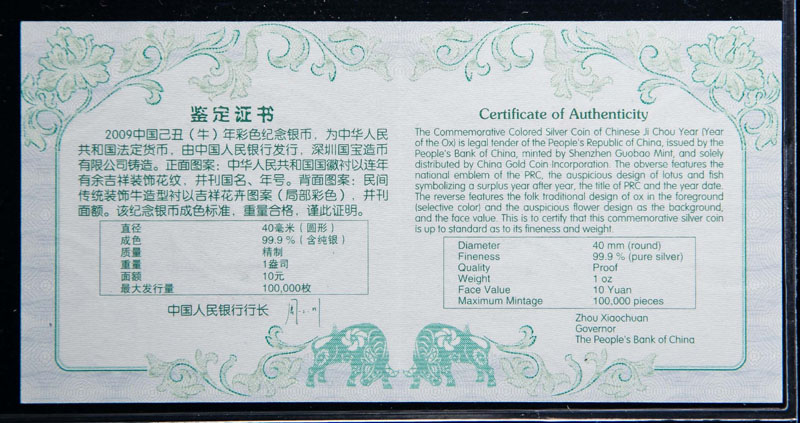 鉴定证书
2009中国己丑（牛）年彩色纪念银币，为中华人民
共和国法定货币，由中国人民银行发行，深圳国宝造币
有限公司铸造。正面图案：中华人民共和国国徽衬以连年
有余吉祥装饰花纹，并刊国名、年号。背面图案：民间
传统装饰牛造型衬以吉祥花卉图案（局部彩色），并刊
面额。该纪念银币成色标准，重量合格，谨此证明。
直径 40毫米（圆形）
成色 99.9％（含纯银）
质量 精制
重量 1盎司
面额 10元
最大发行量 100,000枚
中国人民银行行长
Certificate of Authenticity
The Commemorative Colored Silver Coin of Chinese Ji Chou Year (Year
of the Ox) is legal tender of the People's Republic of China, issued by the
People's Bank of China, minted by Shenzhen Guobao Mint, and solely
distributed by China Gold Coin Incorporation. The obverse features the
national emblem of the PRC, the auspicious design of lotus and fish
symbolizing a surplus year after year, the title of PRC and the year date.
The reverse features the folk traditional design of ox in the foreground
(selective color) and the auspicious flower design as the background,
and the face value. This is to certify that this commemorative silver coin
is up to standard as to its fineness and weight.
Diameter 40 mm (round)
Fineness 99.9 % (pure silver)
Quality Proof
Weight 1 oz
Face Value 10 Yuan
Maximum Mintage 100,000 pieces
Zhou Xiaochuan
Governor
The People's Bank of China